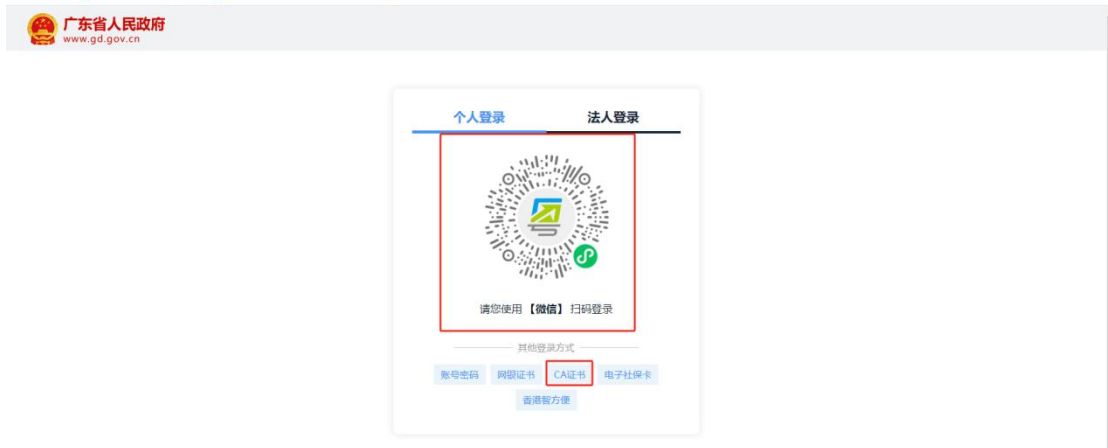 广东省人民政府
www.gd.gov.cn
个人登录 法人登录
请您使用【微信】扫码登录
其他登录方式
账号密码 网银证书 CA证书 电子社保卡
香港智方便